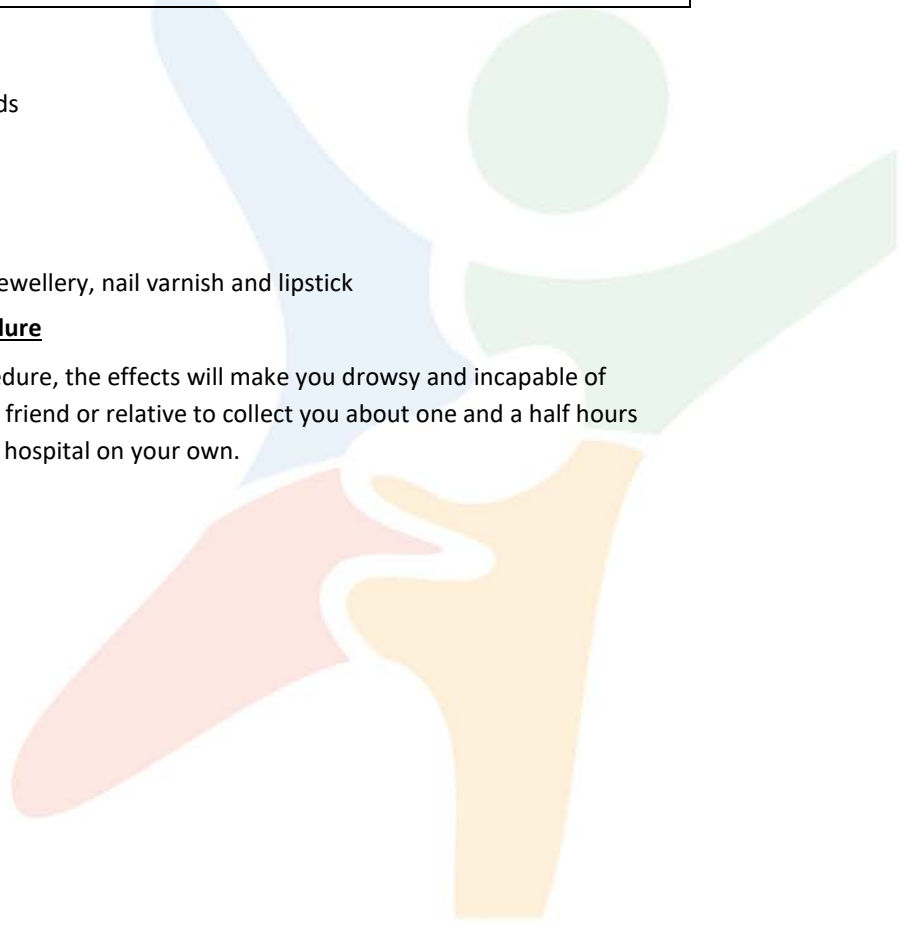 ds
ewellery, nail varnish and lipstick
dure
edure, the effects will make you drowsy and incapable of
friend or relative to collect you about one and a half hours
hospital on your own.